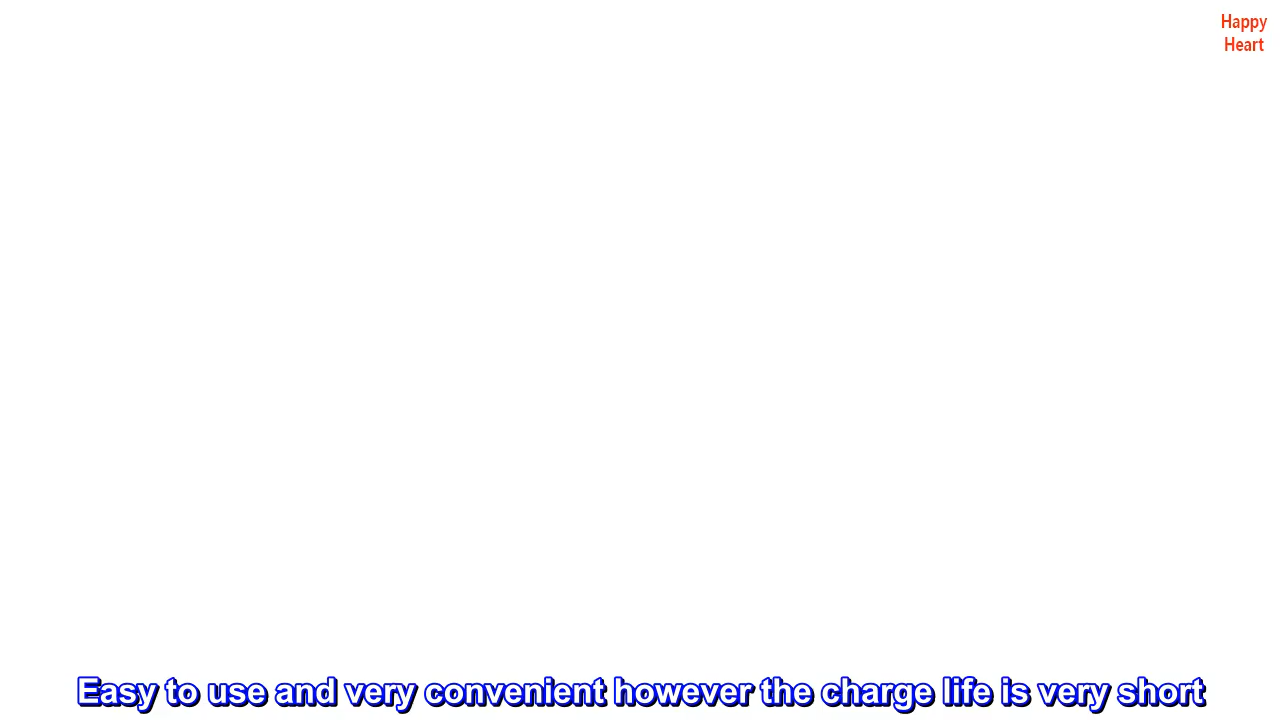 Happy
Heart
Easy to use and very convenient however the charge life is very short